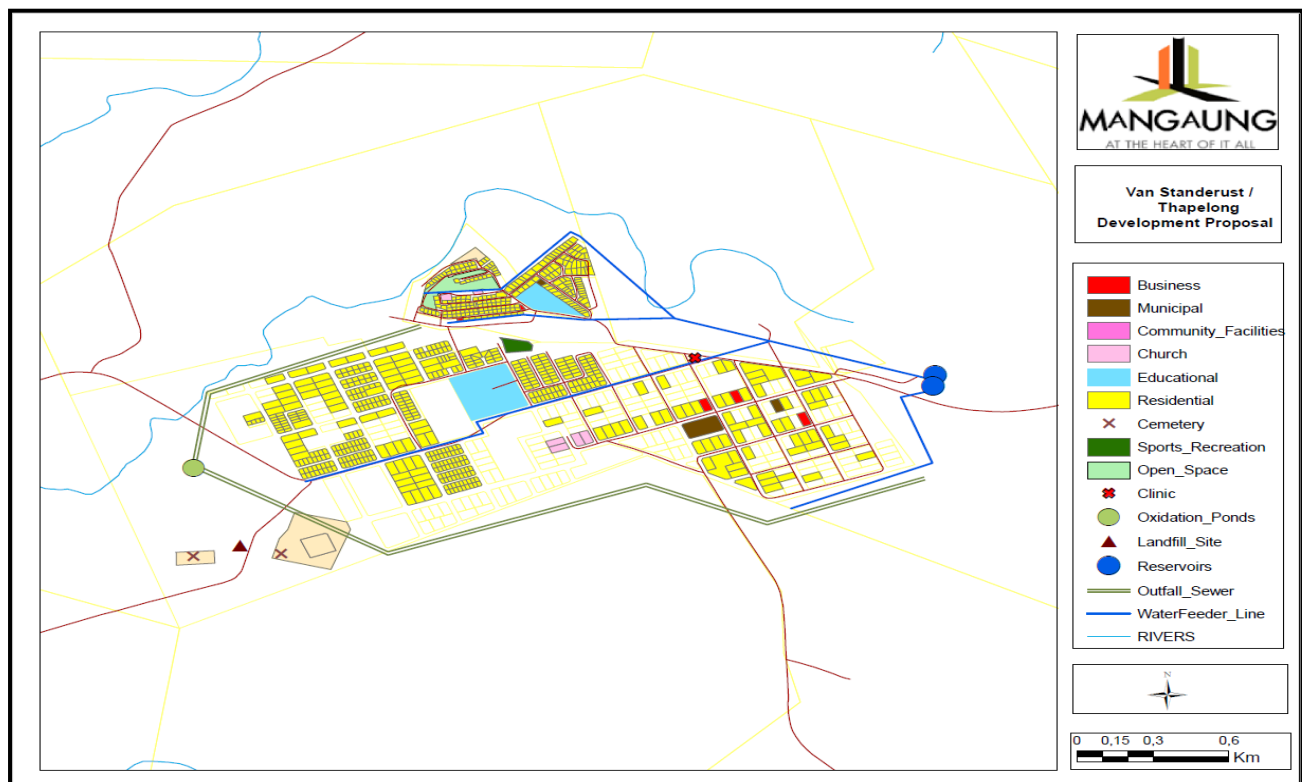 MANGAUNG
AT THE HEART OF IT ALL
Van Standerust /
Thapelong
Development Proposal
Business
Municipal
Community_Facilities
Church
Educational
Residential
Cemetery
Sports_Recreation
Open_Space
Clinic
Oxidation_Ponds
Landfill_Site
Reservoirs
Outfall_Sewer
WaterFeeder_Line
RIVERS
N
0 0,15 0,3 0,6
Km